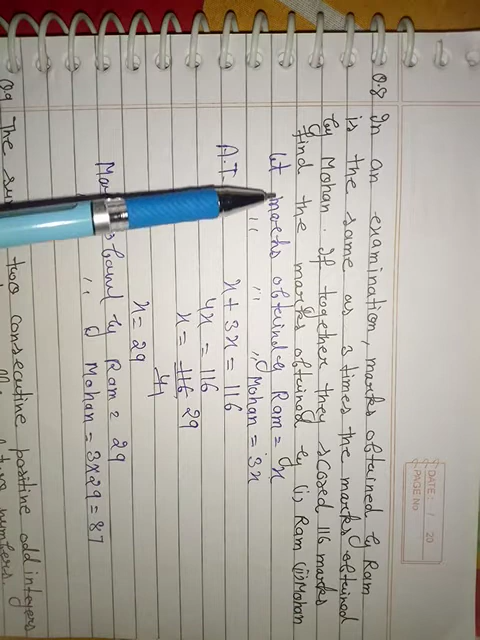 DATE: / 20
PAGE No
Q.8 In an examination, marks obtained by Ram
is the same as 3 times the marks obtained
by Mohan. If together they scored 116 marks
find the marks obtained by (i) Ram (ii) Mohan
let marks obtained by Ram = x
,, ,, ,, Mohan = 3x
A.T.
x + 3x = 116
4x = 116
x = 116 29
4
x = 29
by Ram = 29
,, Mohan = 3x29 = 87
Q9 The two consecutive positive odd integers
numbers.